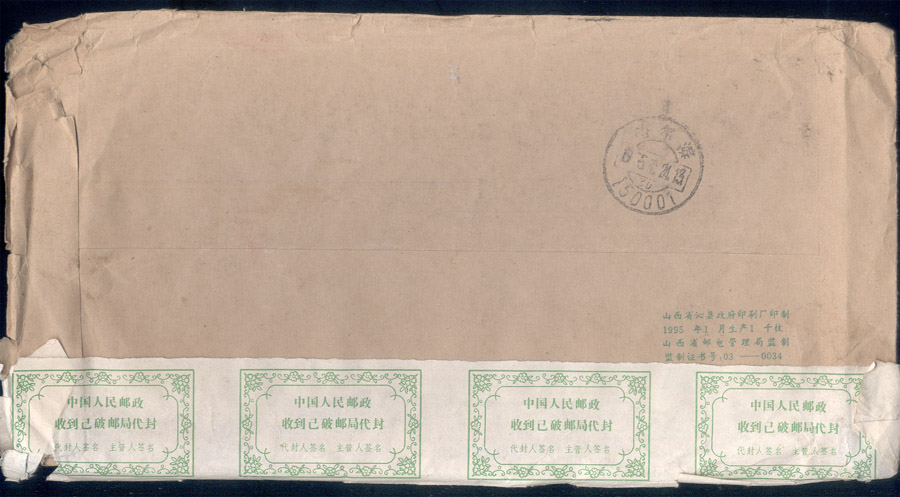 尔滨
150001
山西省沁县政府印刷厂印制
1995 年1 月生产1 千枚
山西省邮电管理局监制
监制证书号.03 ——0034
中国人民邮政
收到已破邮局代封
代封人签名 主管人签名
中国人民邮政
收到已破邮局代封
代封人签名 主管人签名
中国人民邮政
收到已破邮局代封
代封人签名 主管人签名
中国人民邮政
收到已破邮局代封
代封人签名 主管人签名